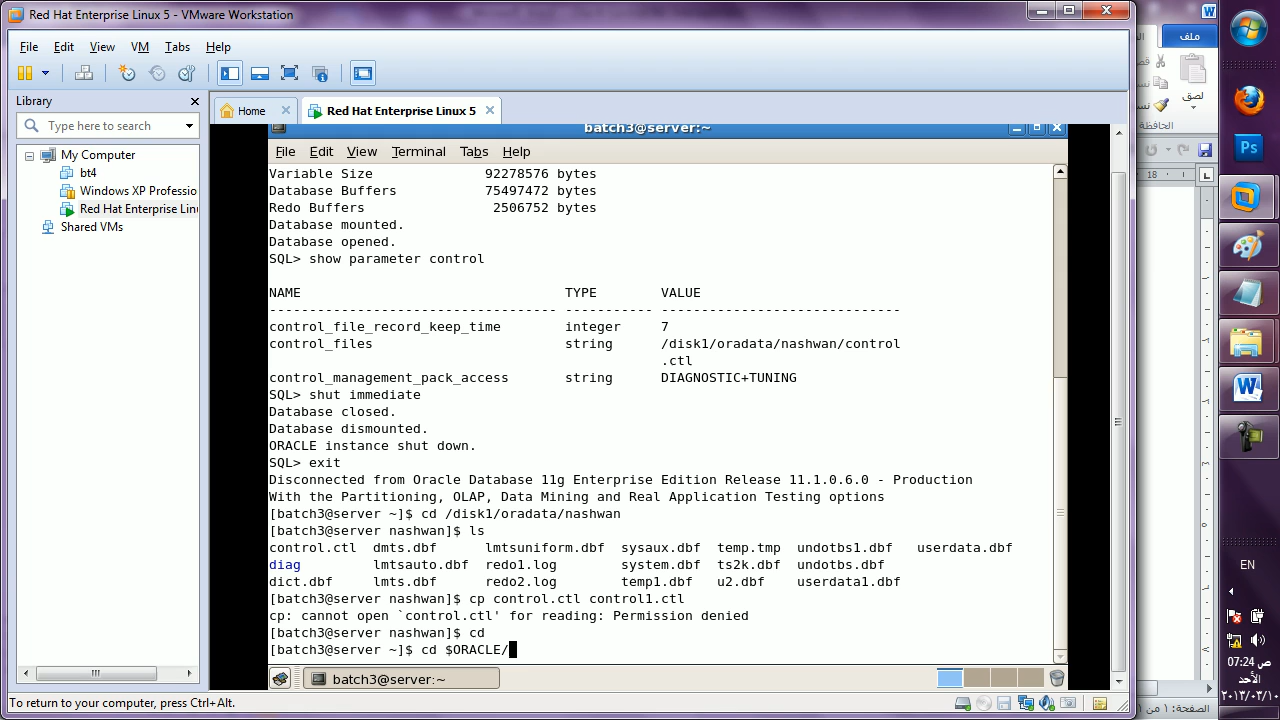 Red Hat Enterprise Linux 5 - VMware Workstation
File Edit View VM Tabs Help
Library
Type here to search
My Computer
bt4
Windows XP Professio
Red Hat Enterprise Linu
Shared VMs
Home
Red Hat Enterprise Linux 5
batch3@server:~
File Edit View Terminal Tabs Help
Variable Size 92278576 bytes
Database Buffers 75497472 bytes
Redo Buffers 2506752 bytes
Database mounted.
Database opened.
SQL> show parameter control
NAME TYPE VALUE
------------------------------------ ----------- ------------------------------
control_file_record_keep_time integer 7
control_files string /disk1/oradata/nashwan/control
.ctl
control_management_pack_access string DIAGNOSTIC+TUNING
SQL> shut immediate
Database closed.
Database dismounted.
ORACLE instance shut down.
SQL> exit
Disconnected from Oracle Database 11g Enterprise Edition Release 11.1.0.6.0 - Production
With the Partitioning, OLAP, Data Mining and Real Application Testing options
[batch3@server ~]$ cd /disk1/oradata/nashwan
[batch3@server nashwan]$ ls
control.ctl dmts.dbf lmtsuniform.dbf sysaux.dbf temp.tmp undotbs1.dbf userdata.dbf
diag lmtsauto.dbf redo1.log system.dbf ts2k.dbf undotbs.dbf
dict.dbf lmts.dbf redo2.log temp1.dbf u2.dbf userdata1.dbf
[batch3@server nashwan]$ cp control.ctl control1.ctl
cp: cannot open `control.ctl' for reading: Permission denied
[batch3@server nashwan]$ cd
[batch3@server ~]$ cd $ORACLE/
batch3@server:~
To return to your computer, press Ctrl+Alt.
ملف
لصق
الحافظة
18
الصفحة: ١ من ١
Ps
EN
07:24 ص
الأحد
٢٠١٣/٠٣/١٠